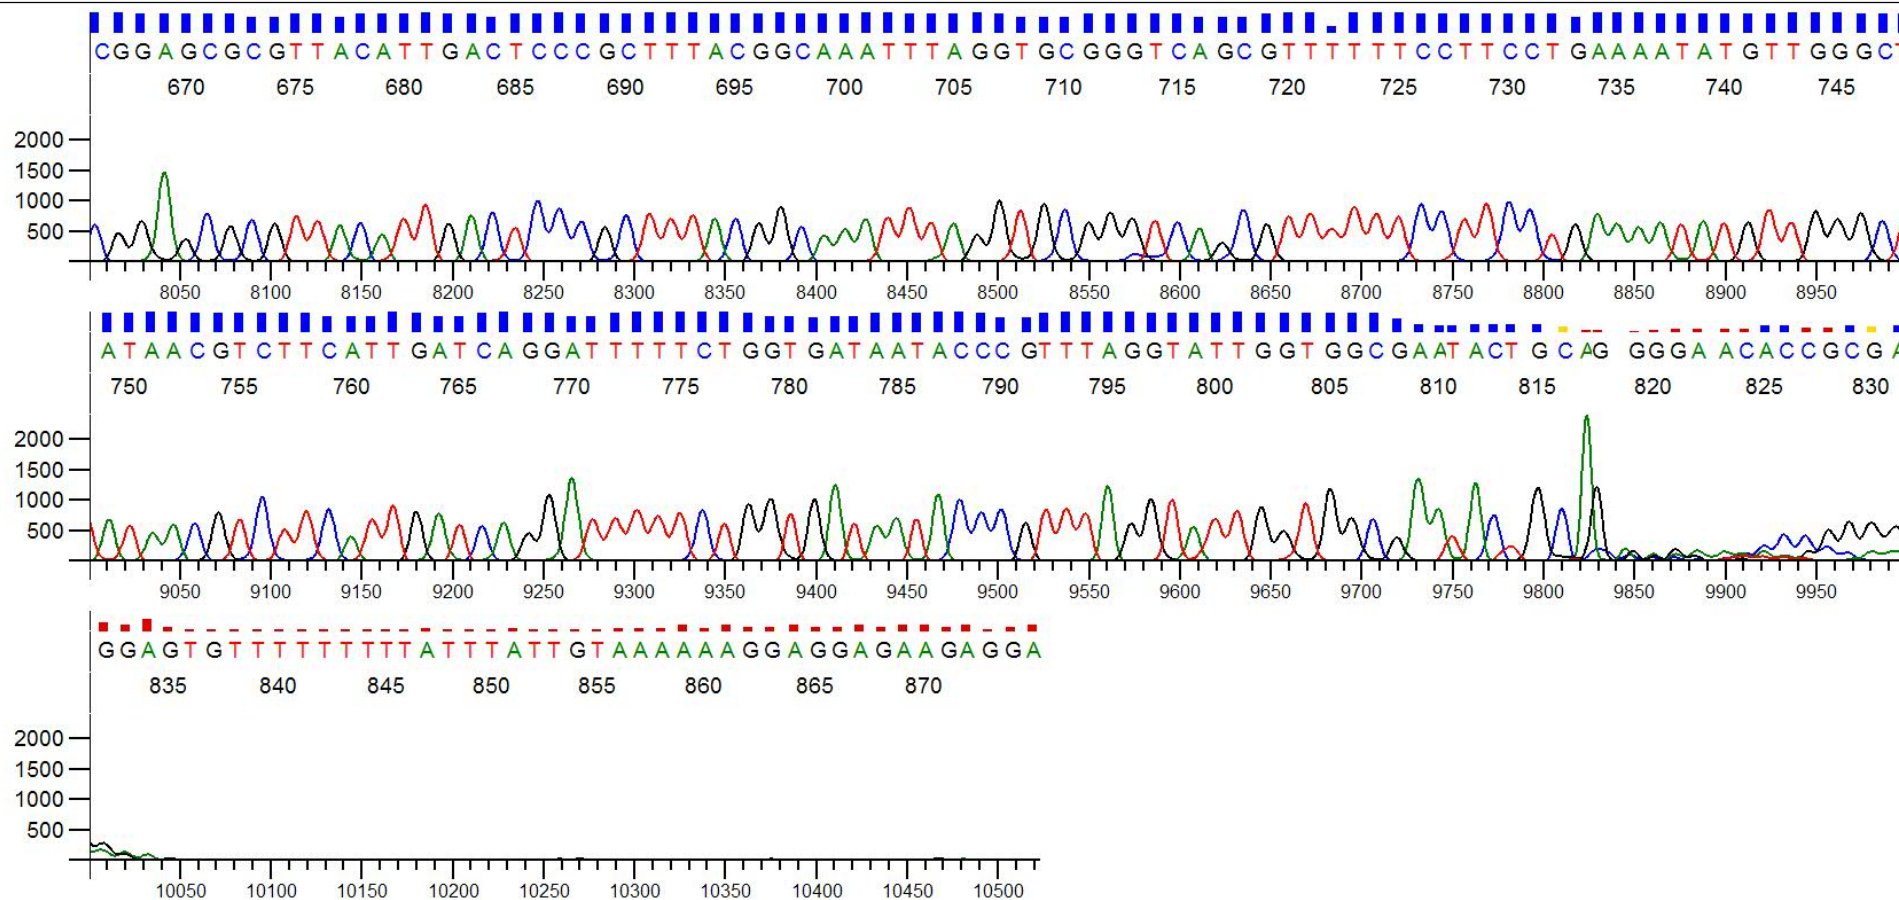 CGGAGCGCGTTACATTGACTCCCGCTTTACGGCAAATTTAGGTGCGGGTCAGCGTTTTTTCCTTCCTGAAAATATGTTGGGCT
670 675 680 685 690 695 700 705 710 715 720 725 730 735 740 745
2000
1500
1000
500
8050 8100 8150 8200 8250 8300 8350 8400 8450 8500 8550 8600 8650 8700 8750 8800 8850 8900 8950
ATAACGTCTTCATTGATCAGGATTTTTCTGGTGATAATACCCGTTTAGGTATTGGTGGCGAATACTGCAG GGGA ACACCGCGA
750 755 760 765 770 775 780 785 790 795 800 805 810 815 820 825 830
2000
1500
1000
500
9050 9100 9150 9200 9250 9300 9350 9400 9450 9500 9550 9600 9650 9700 9750 9800 9850 9900 9950
GGAGTGTTTTTTTTTATTTATTGTAAAAAAGGAGGAGAAGAGGA
835 840 845 850 855 860 865 870
2000
1500
1000
500
10050 10100 10150 10200 10250 10300 10350 10400 10450 10500